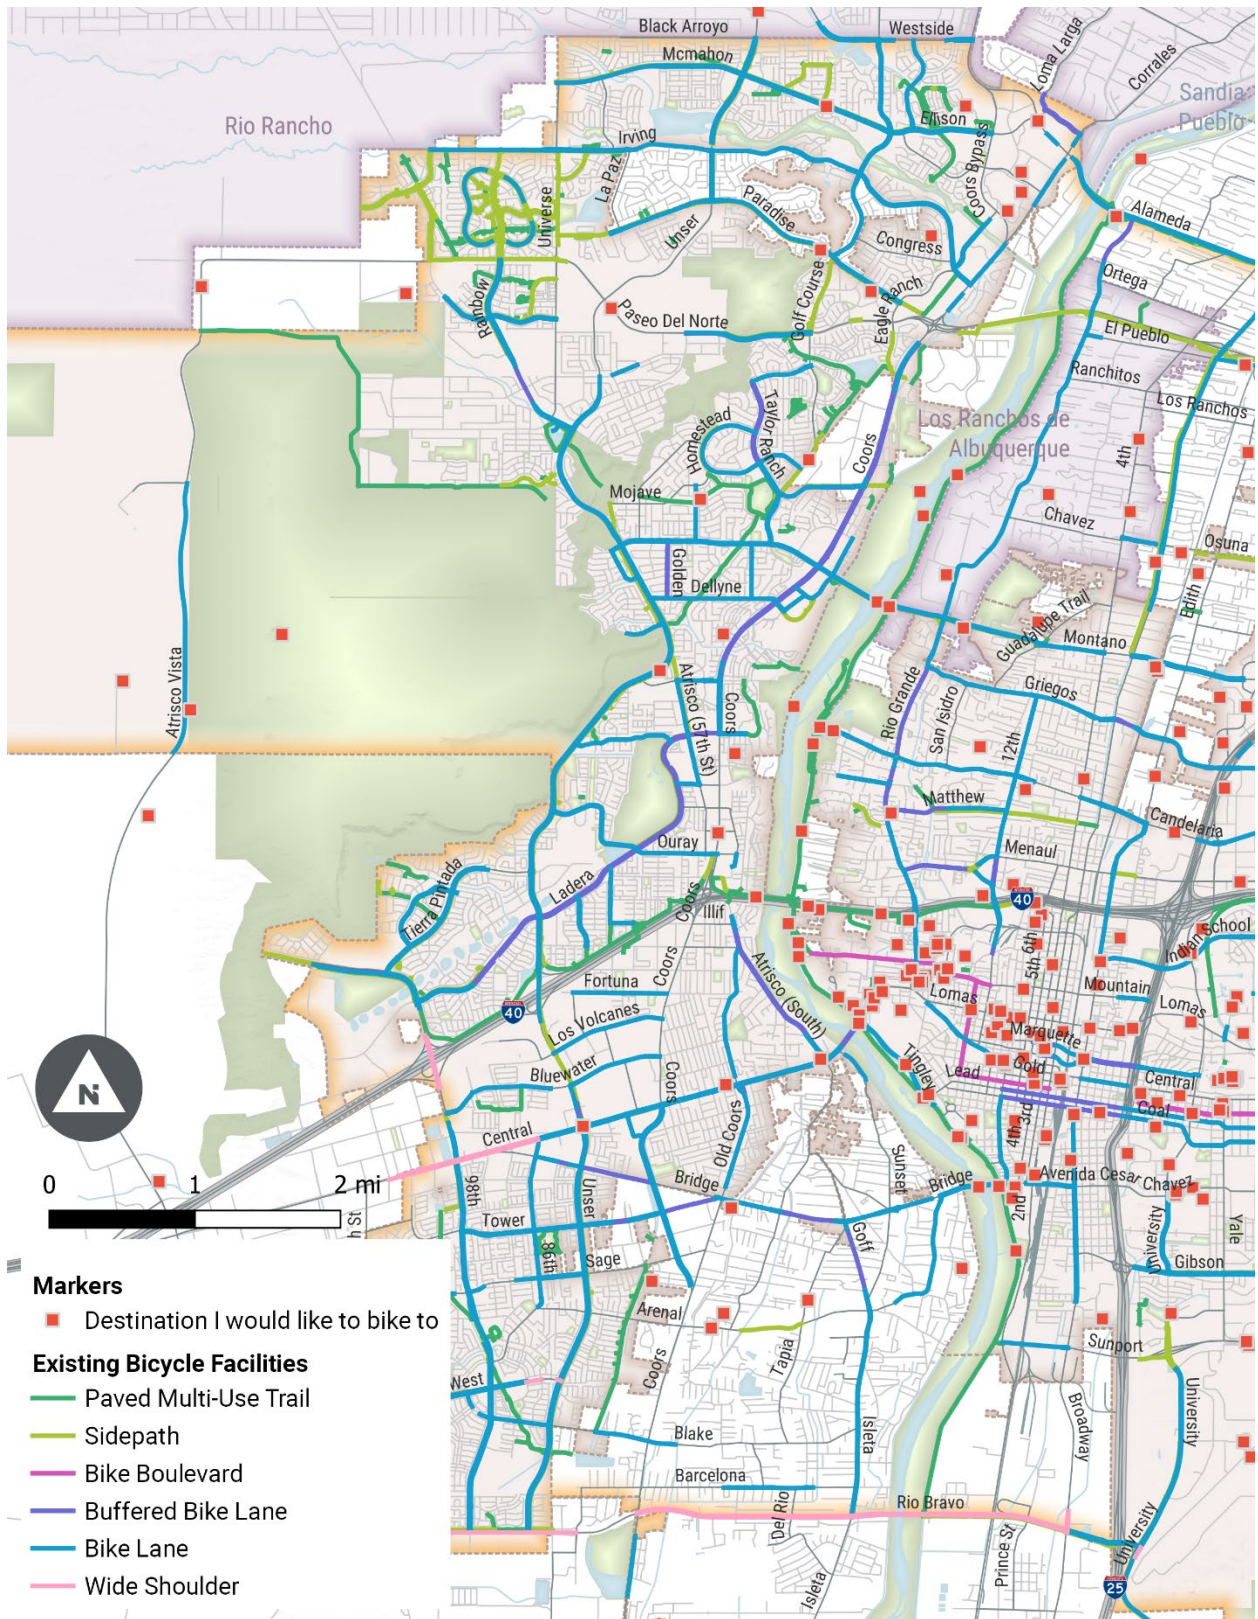 Black Arroyo
Westside
Loma Larga
Corrales
Mcmahon
Sandia
Pueblo
Rio Rancho
Ellison
Irving
La Paz
Coors Bypass
Universe
Paradise
Unser
Congress
Alameda
Ortega
Rainbow
Golf Course
Eagle Ranch
Paseo Del Norte
El Pueblo
Ranchitos
Los Ranchos
Taylor Ranch
Homestead
Coors
Los Ranchos de
Albuquerque
4th
Mojave
Chavez
Osuna
Golden
Dellyne
Edith
Guadalupe Trail
Montano
Atrisco Vista
Atrisco (57th St)
Coors
Rio Grande
San Isidro
Griegos
12th
Matthew
Candelaria
Ouray
Menaul
Tierra Pintada
Ladera
Coors
Illif
40
Indian School
5th
6th
Atrisco (South)
Fortuna
Coors
Lomas
Mountain
Lomas
40
Los Volcanes
Marquette
Bluewater
Tingley
Gold
Lead
Central
Coors
Coal
N
Central
Old Coors
4th
3rd
0 1 2 mi
98th
Bridge
Sunset
Bridge
Avenida Cesar Chavez
Unser
2nd
h St
Tower
Goff
University
Yale
86th
Sage
Gibson
Markers
Destination I would like to bike to
Arenal
Existing Bicycle Facilities
Sunport
Tapia
Coors
West
Paved Multi-Use Trail
University
Sidepath
Isleta
Broadway
Blake
Bike Boulevard
Barcelona
Buffered Bike Lane
Rio Bravo
Del Rio
Bike Lane
Prince St
University
Wide Shoulder
Isleta
25